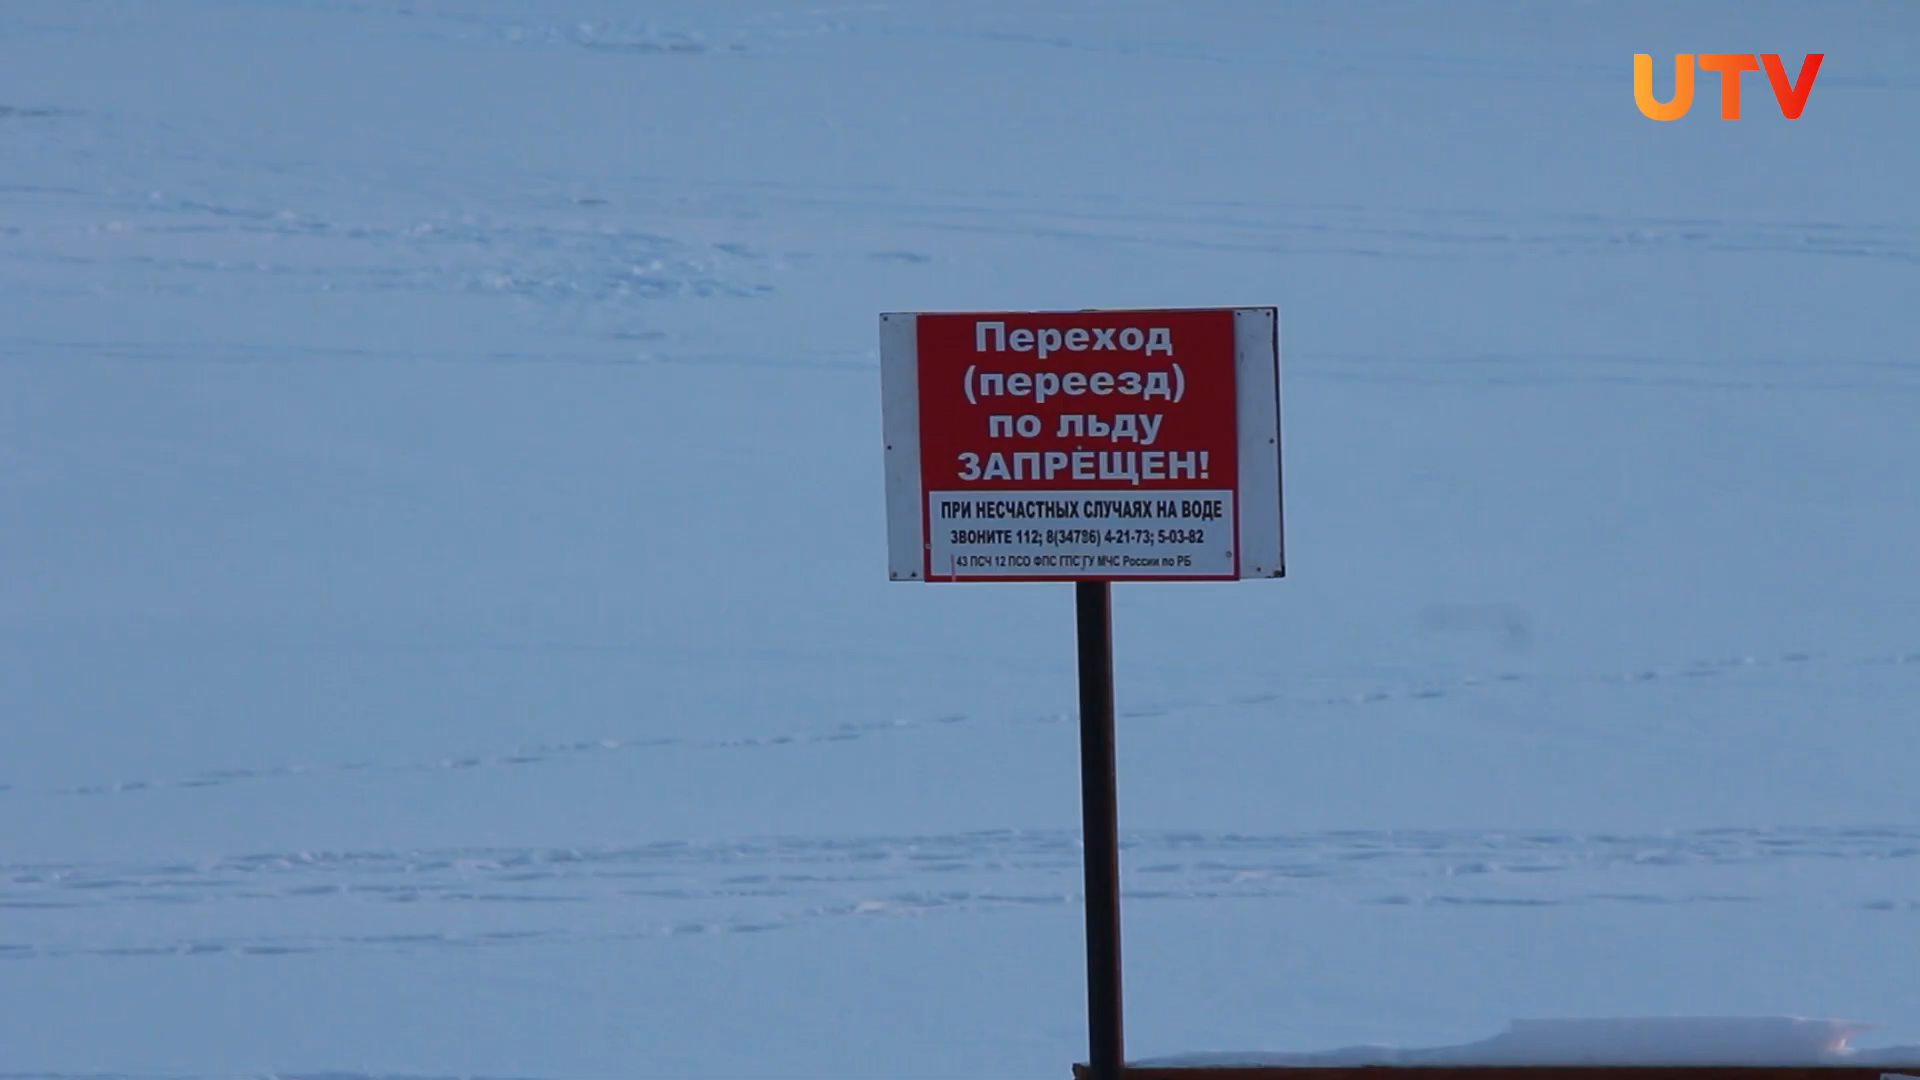 UTV
Переход
(переезд)
по льду
ЗАПРЕЩЕН!
ПРИ НЕСЧАСТНЫХ СЛУЧАЯХ НА ВОДЕ
ЗВОНИТЕ 112; 8(34786) 4-21-73; 5-03-82
43 ПСЧ 12 ПСО ФПС ГПС ГУ МЧС России по РБ